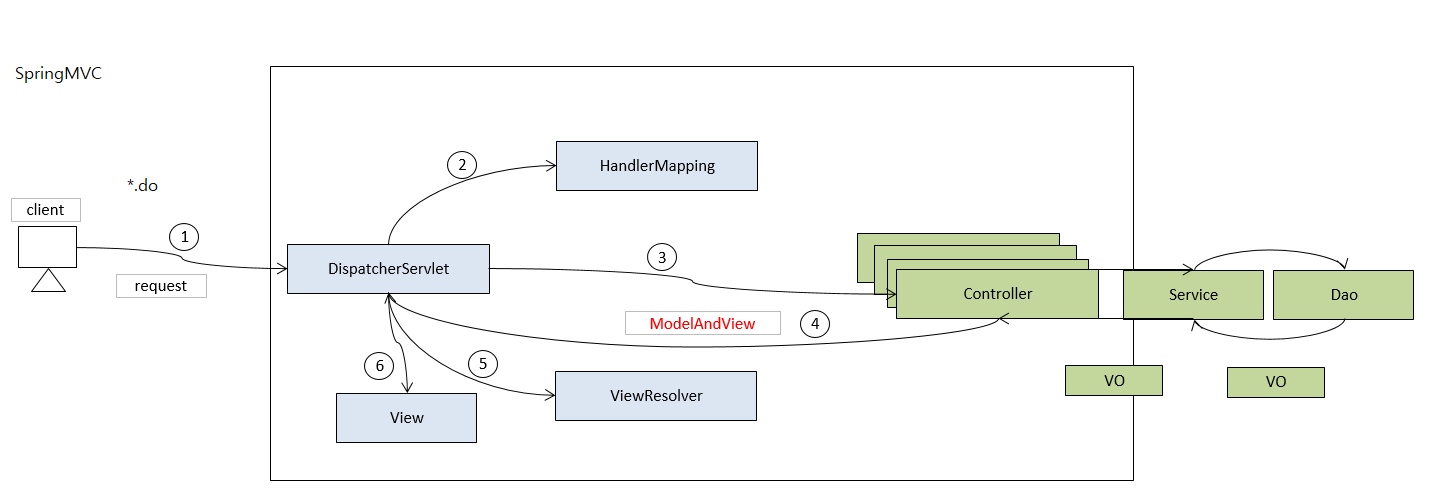 SpringMVC
*.do
client
1
request
2
HandlerMapping
DispatcherServlet
3
Controller
Service
Dao
ModelAndView
4
VO
VO
5
6
ViewResolver
View